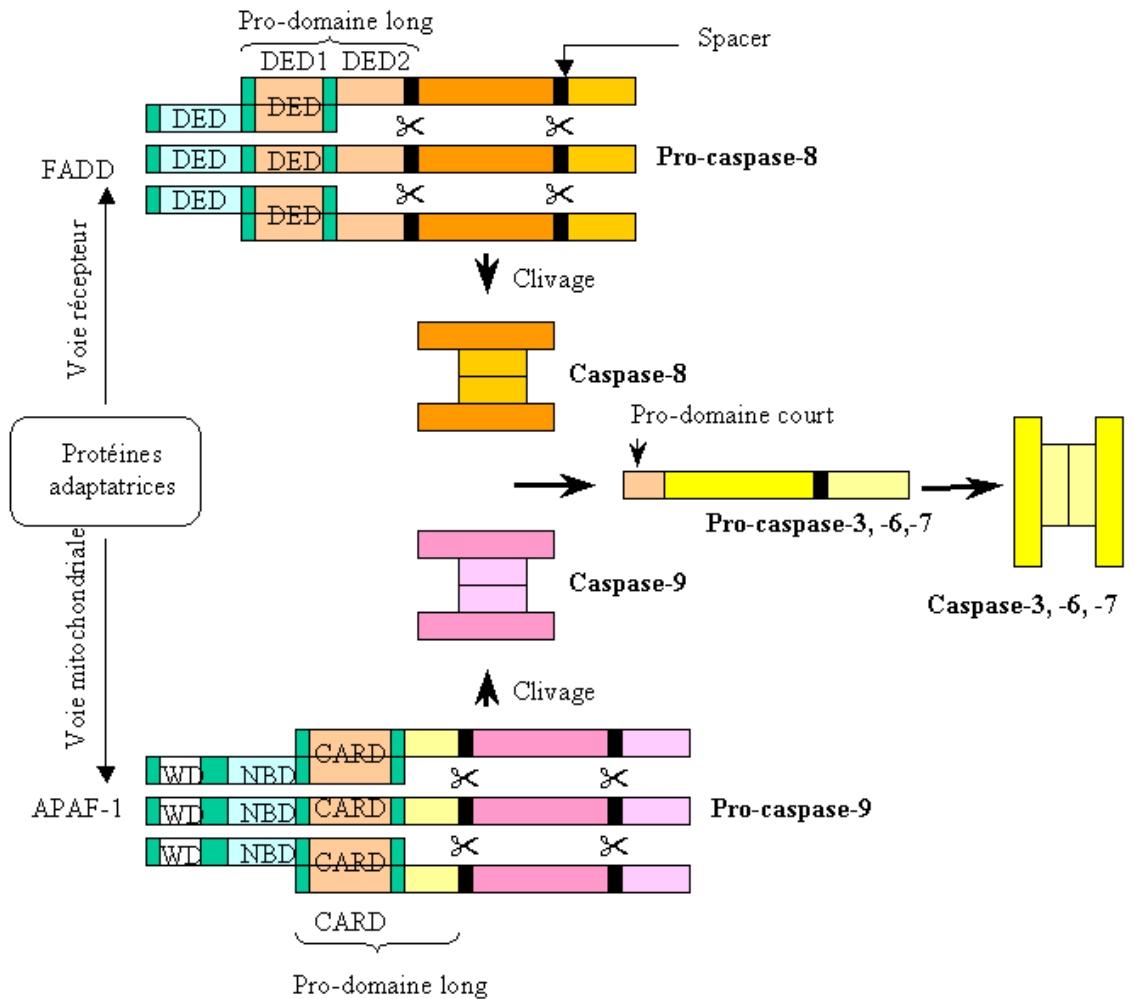 Pro-domaine long
DED1 DED2
Spacer
DED
DED
DED DED
DED
DED
Pro-caspase-8
FADD
Voie récepteur
Clivage
Caspase-8
Pro-domaine court
Protéines
adaptatrices
Pro-caspase-3, -6,-7
Caspase-9
Caspase-3, -6, -7
Voie mitochondriale
Clivage
CARD
WD NBD
APAF-1
WD NBD CARD
Pro-caspase-9
WD NBD
CARD
CARD
Pro-domaine long